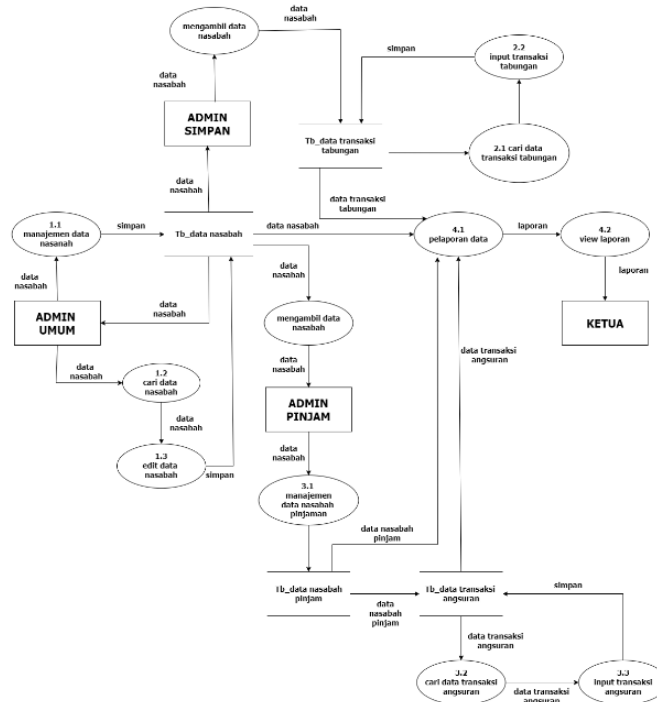 mengambil data
nasabah
data
nasabah
data
nasabah
ADMIN
SIMPAN
data
nasabah
simpan
2.2
input transaksi
tabungan
Tb_data transaksi
tabungan
2.1 cari data
transaksi tabungan
data transaksi
tabungan
1.1
manajemen data
nasanah
simpan
Tb_data nasabah
data nasabah
4.1
pelaporan data
laporan
4.2
view laporan
laporan
KETUA
data
nasabah
ADMIN
UMUM
data
nasabah
data
nasabah
mengambil data
nasabah
data
nasabah
ADMIN
PINJAM
data
nasabah
data
nasabah
1.2
cari data
nasabah
data
nasabah
1.3
edit data
nasabah
simpan
3.1
manajemen
data nasabah
pinjaman
data transaksi
angsuran
data nasabah
pinjam
Tb_data nasabah
pinjam
data
nasabah
pinjam
Tb_data transaksi
angsuran
simpan
data transaksi
angsuran
3.2
cari data transaksi
angsuran
data transaksi
angsuran
3.3
input transaksi
angsuran